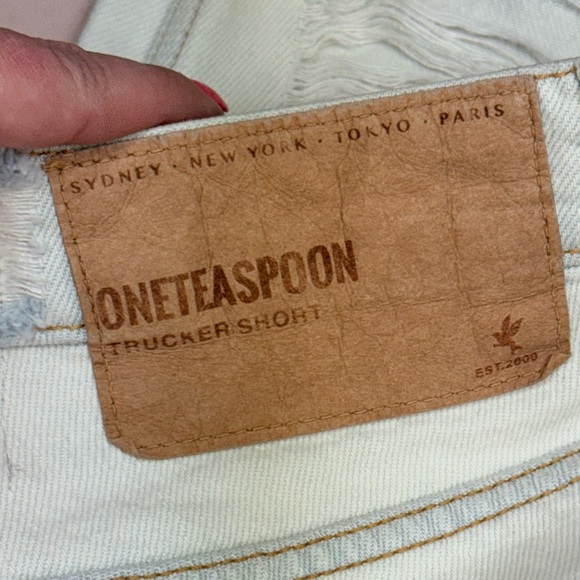 SYDNEY · NEW YORK · TOKYO · PARIS
ONETEASPOON
TRUCKER SHORT
EST.2000